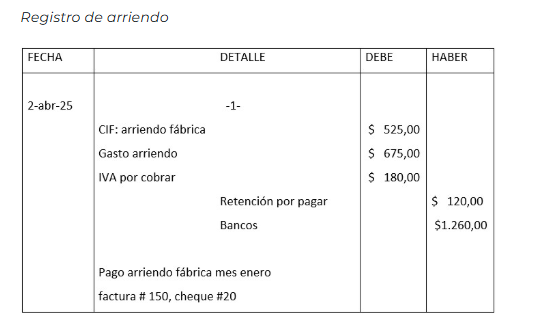 Registro de arriendo
FECHA DETALLE DEBE HABER
2-abr-25 -1-
CIF: arriendo fábrica $ 525,00
Gasto arriendo $ 675,00
IVA por cobrar $ 180,00
Retención por pagar $ 120,00
Bancos $1.260,00
Pago arriendo fábrica mes enero
factura # 150, cheque #20